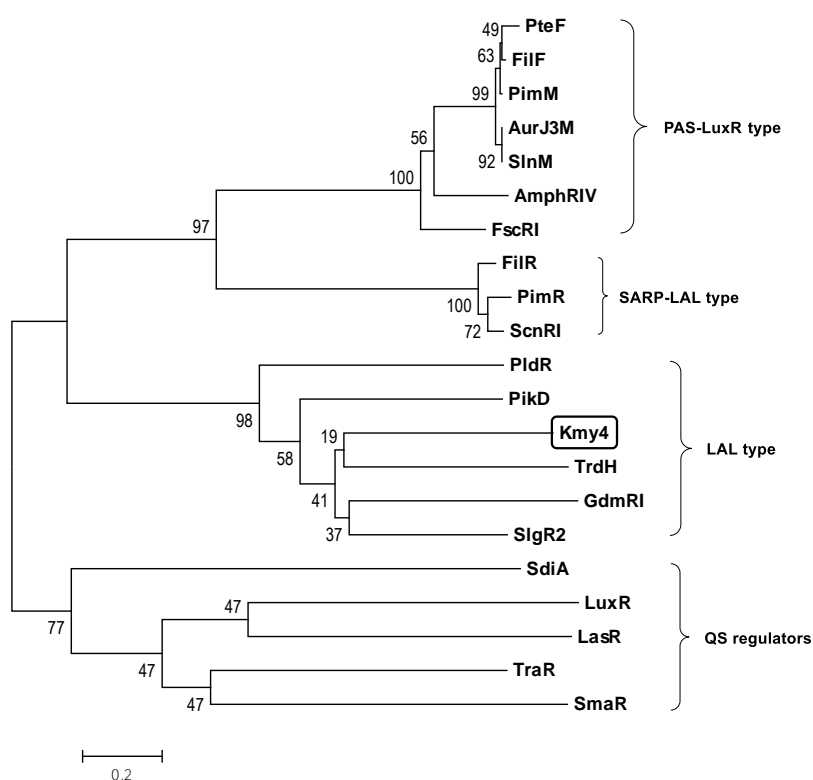 49
PteF
63
FilF
99
PimM
AurJ3M
PAS-LuxR type
56
92
SlnM
100
AmphRIV
97
FscRI
FilR
100
PimR
SARP-LAL type
72
ScnRI
PldR
98
PikD
19
Kmy4
58
LAL type
TrdH
41
GdmRI
37
SlgR2
SdiA
47
LuxR
77
LasR
QS regulators
47
TraR
47
SmaR
0.2